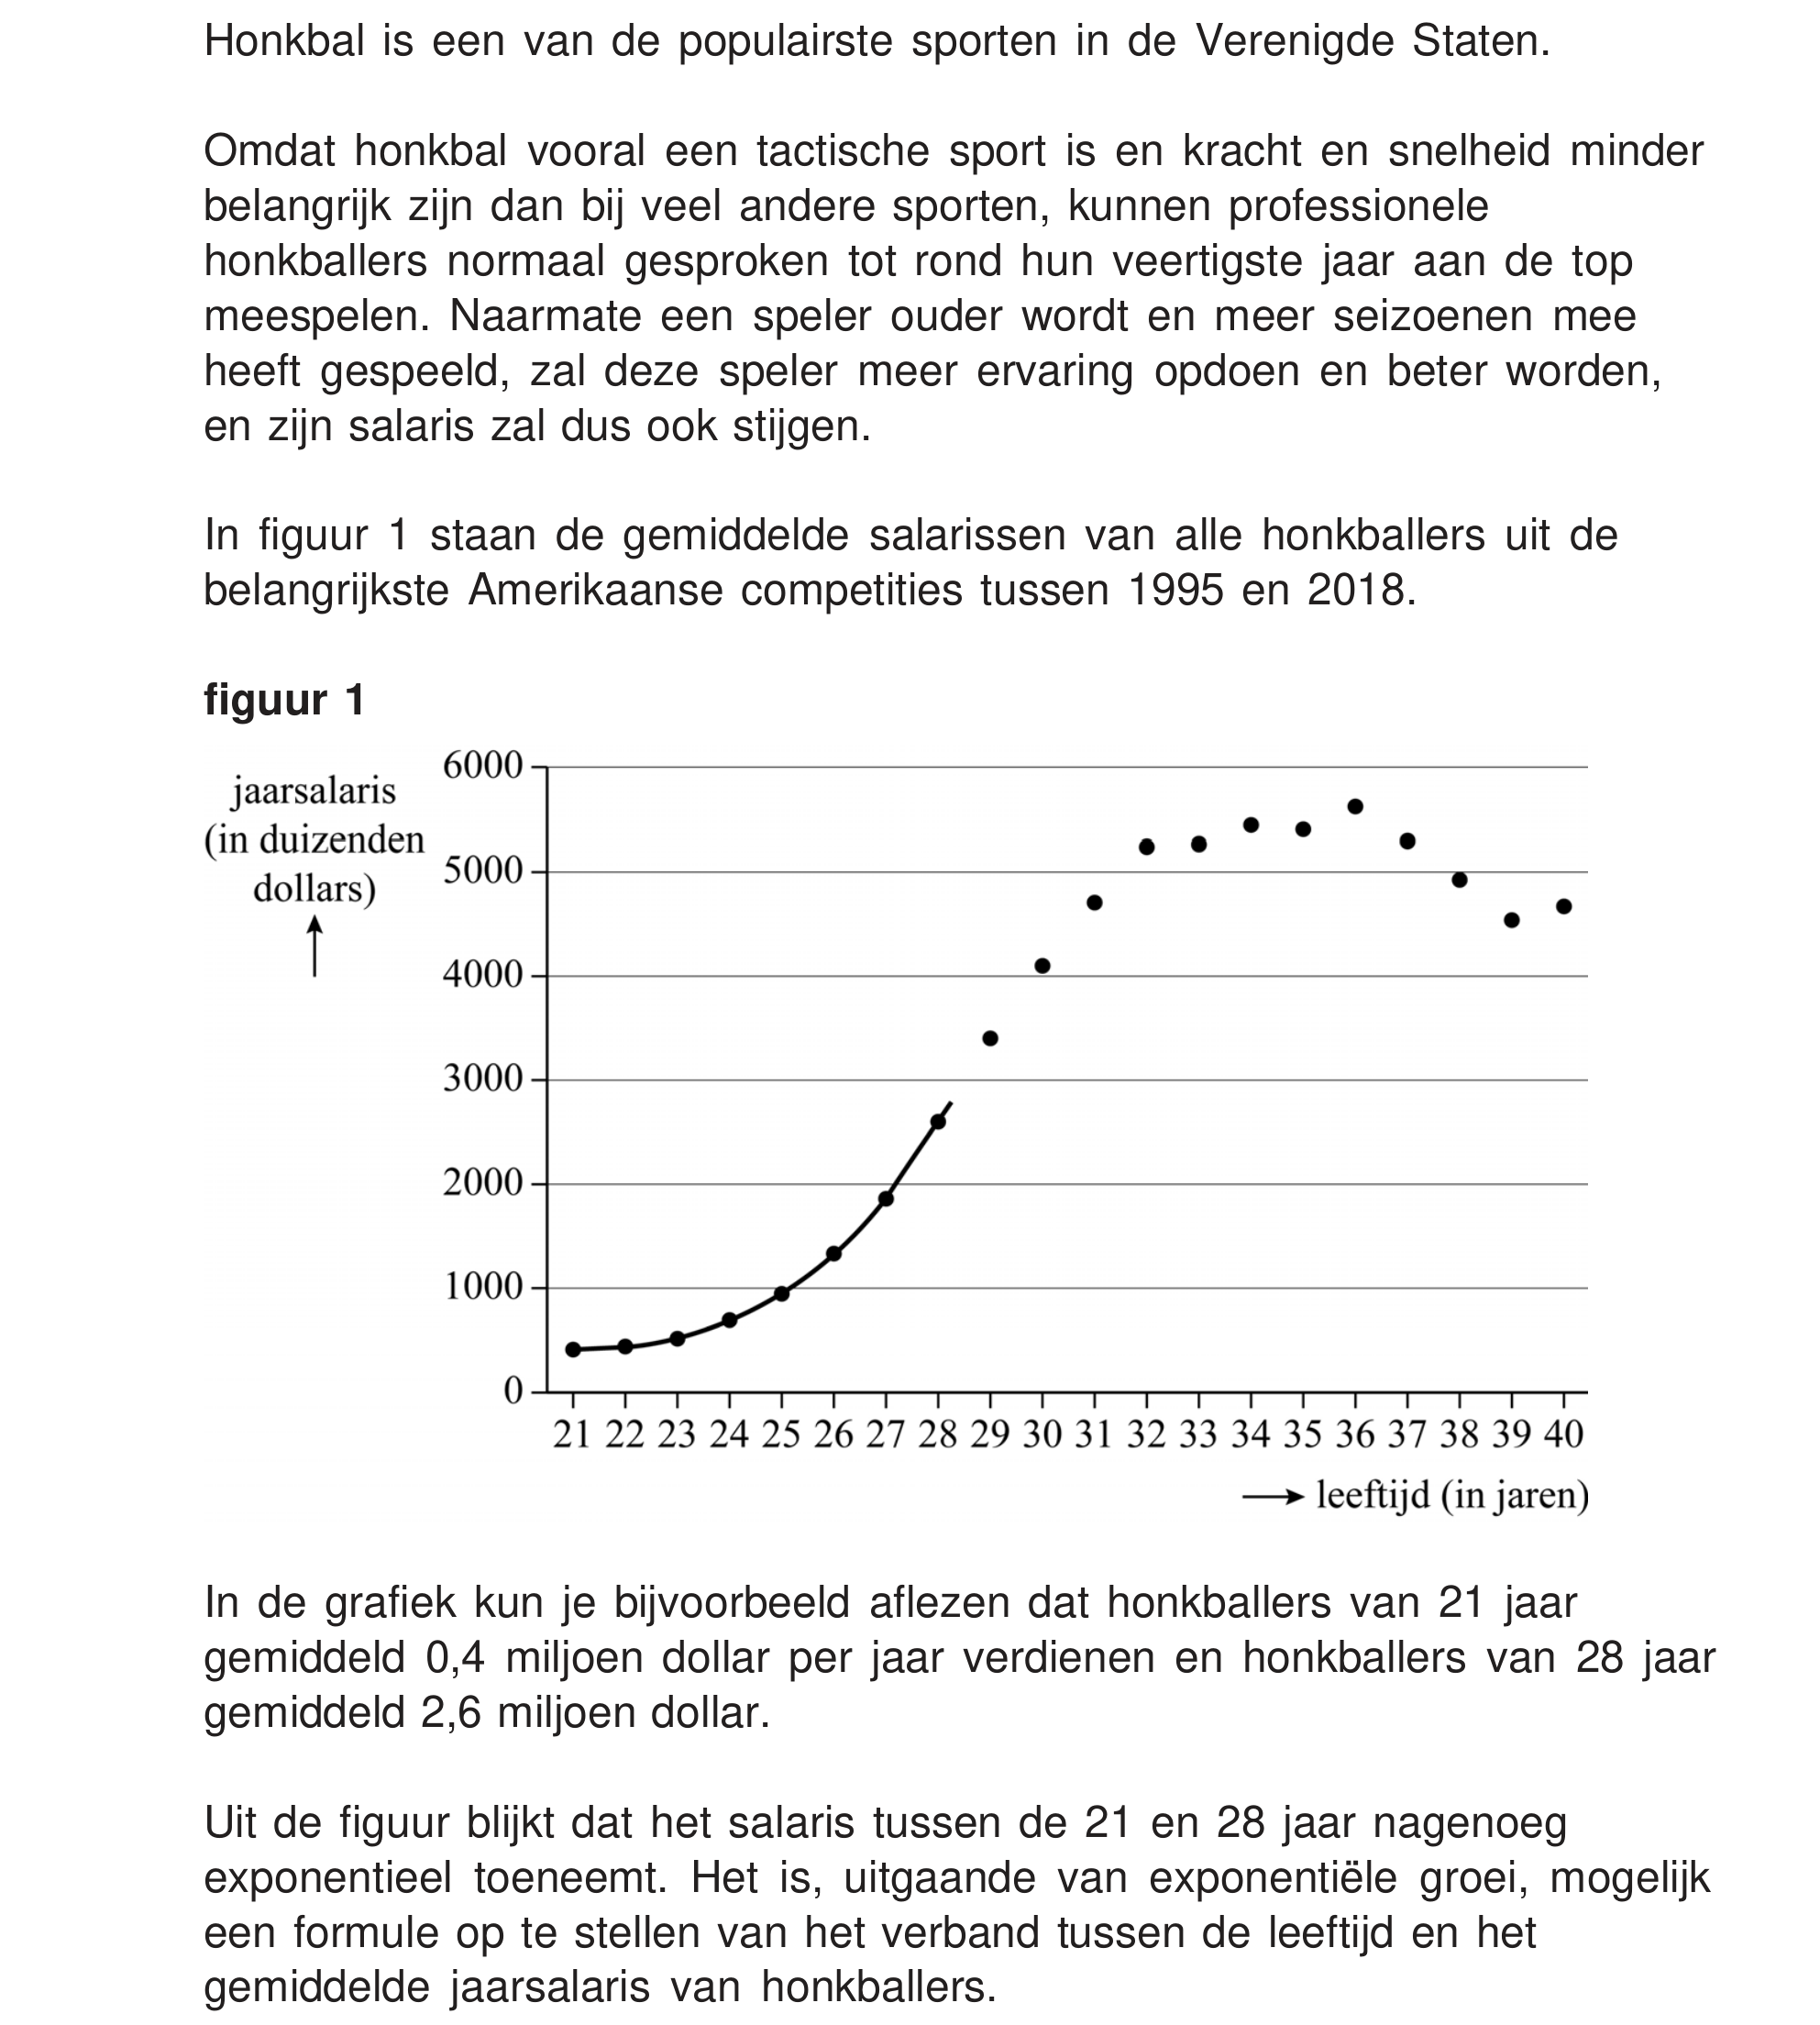 Honkbal is een van de populairste sporten in de Verenigde Staten.
Omdat honkbal vooral een tactische sport is en kracht en snelheid minder
belangrijk zijn dan bij veel andere sporten, kunnen professionele
honkballers normaal gesproken tot rond hun veertigste jaar aan de top
meespelen. Naarmate een speler ouder wordt en meer seizoenen mee
heeft gespeeld, zal deze speler meer ervaring opdoen en beter worden,
en zijn salaris zal dus ook stijgen.
In figuur 1 staan de gemiddelde salarissen van alle honkballers uit de
belangrijkste Amerikaanse competities tussen 1995 en 2018.
figuur 1
jaarsalaris
(in duizenden
dollars)
6000
5000
4000
3000
2000
1000
0
21 22 23 24 25 26 27 28 29 30 31 32 33 34 35 36 37 38 39 40
leeftijd (in jaren)
In de grafiek kun je bijvoorbeeld aflezen dat honkballers van 21 jaar
gemiddeld 0,4 miljoen dollar per jaar verdienen en honkballers van 28 jaar
gemiddeld 2,6 miljoen dollar.
Uit de figuur blijkt dat het salaris tussen de 21 en 28 jaar nagenoeg
exponentieel toeneemt. Het is, uitgaande van exponentiële groei, mogelijk
een formule op te stellen van het verband tussen de leeftijd en het
gemiddelde jaarsalaris van honkballers.